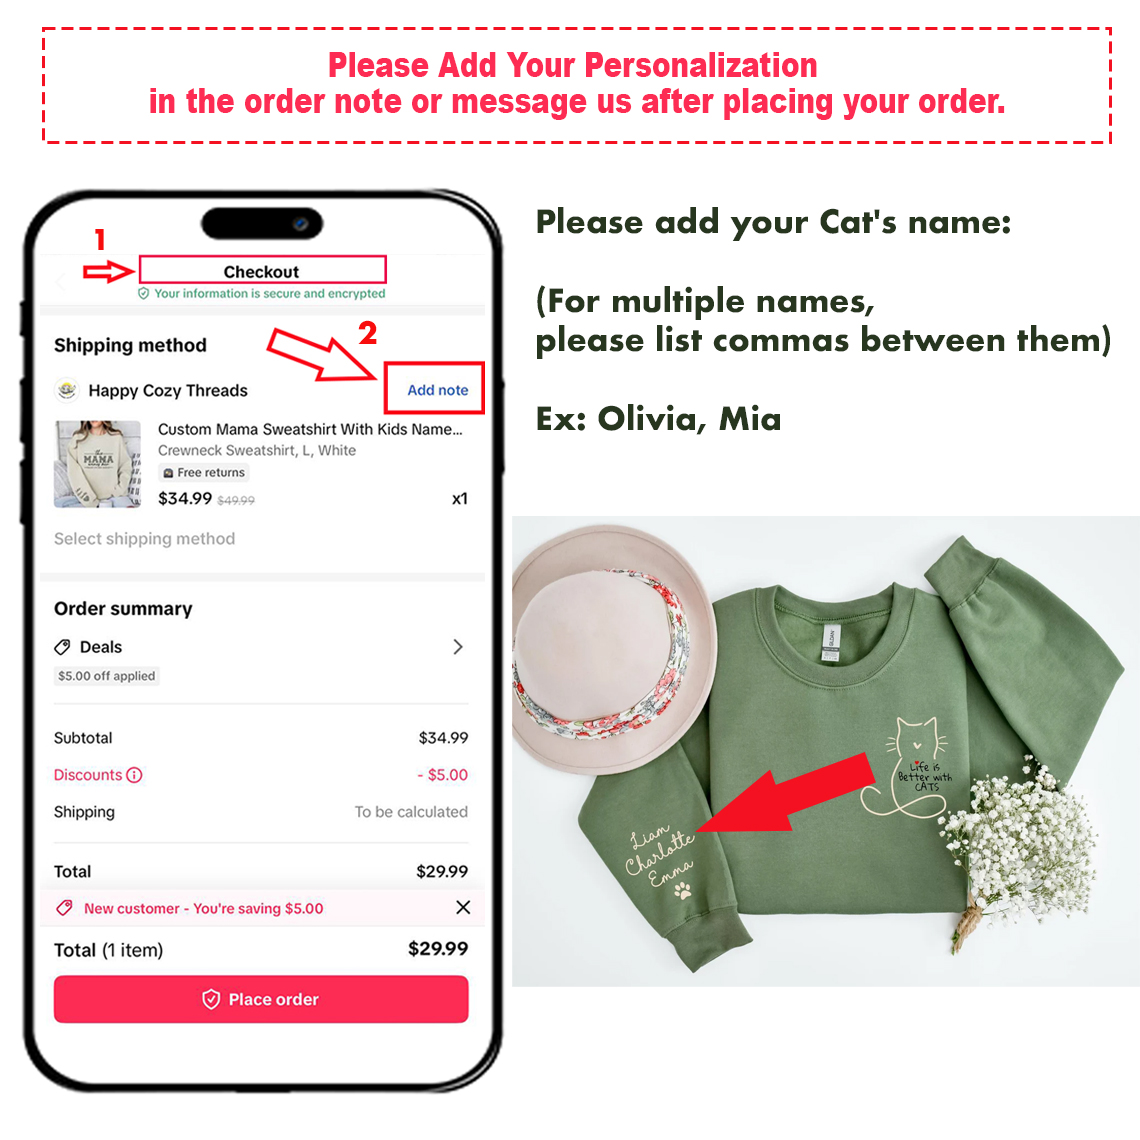 Please Add Your Personalization
in the order note or message us after placing your order.
1
Checkout
Your information is secure and encrypted
2
Shipping method
Happy Cozy Threads
Add note
Custom Mama Sweatshirt With Kids Name...
Crewneck Sweatshirt, L, White
Free returns
$34.99 $49.99
x1
MAMA
Select shipping method
Order summary
Deals
$5.00 off applied
Subtotal
$34.99
Discounts
- $5.00
Shipping
To be calculated
Total
$29.99
New customer - You're saving $5.00
Total (1 item)
$29.99
Place order
Please add your Cat's name:
(For multiple names,
please list commas between them)
Ex: Olivia, Mia
GILDAN
Life is
Better with
CATS
Liam
Charlotte
Emma